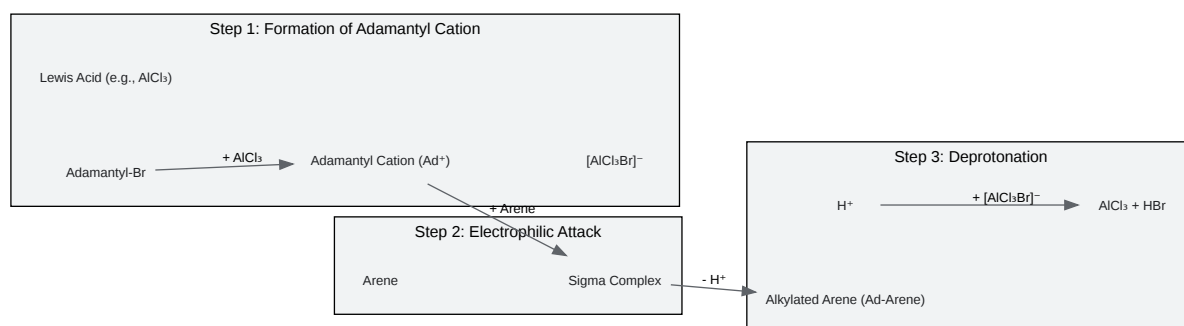 Step 1: Formation of Adamantyl Cation
Lewis Acid (e.g., AlCl₃)
Adamantyl-Br
+ AlCl₃
Adamantyl Cation (Ad⁺)
[AlCl₃Br]⁻
+ Arene
Step 2: Electrophilic Attack
Arene
Sigma Complex
- H⁺
Step 3: Deprotonation
H⁺
+ [AlCl₃Br]⁻
AlCl₃ + HBr
Alkylated Arene (Ad-Arene)